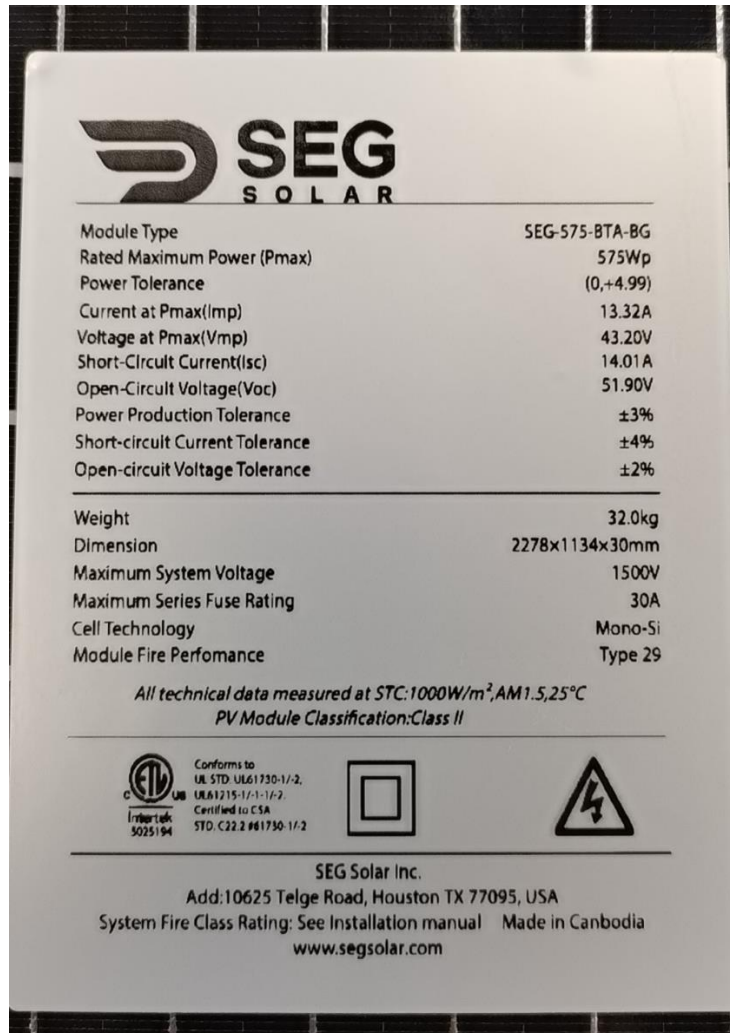 SEG
SOLAR
Module Type SEG-575-BTA-BG
Rated Maximum Power (Pmax) 575Wp
Power Tolerance (0,+4.99)
Current at Pmax(Imp) 13.32A
Voltage at Pmax(Vmp) 43.20V
Short-Circuit Current(Isc) 14.01A
Open-Circuit Voltage(Voc) 51.90V
Power Production Tolerance ±3%
Short-circuit Current Tolerance ±4%
Open-circuit Voltage Tolerance ±2%
Weight 32.0kg
Dimension 2278×1134×30mm
Maximum System Voltage 1500V
Maximum Series Fuse Rating 30A
Cell Technology Mono-Si
Module Fire Perfomance Type 29
All technical data measured at STC:1000W/m²,AM1.5,25°C
PV Module Classification:Class II
C ETL US
Intertek
5025194
Conforms to
UL STD. UL61730-1/-2,
UL61215-1/-1-1/-2.
Certified to CSA
STD. C22.2 #61730-1/-2
SEG Solar Inc.
Add:10625 Telge Road, Houston TX 77095, USA
System Fire Class Rating: See Installation manual Made in Canbodia
www.segsolar.com